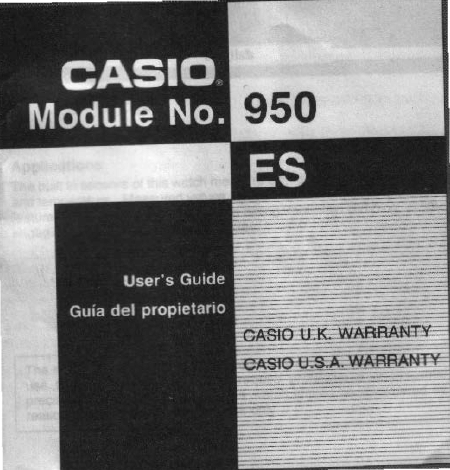 CASIO®
Module No. 950
ES
Applications
User's Guide
Guía del propietario
CASIO U.K. WARRANTY
CASIO U.S.A. WARRANTY